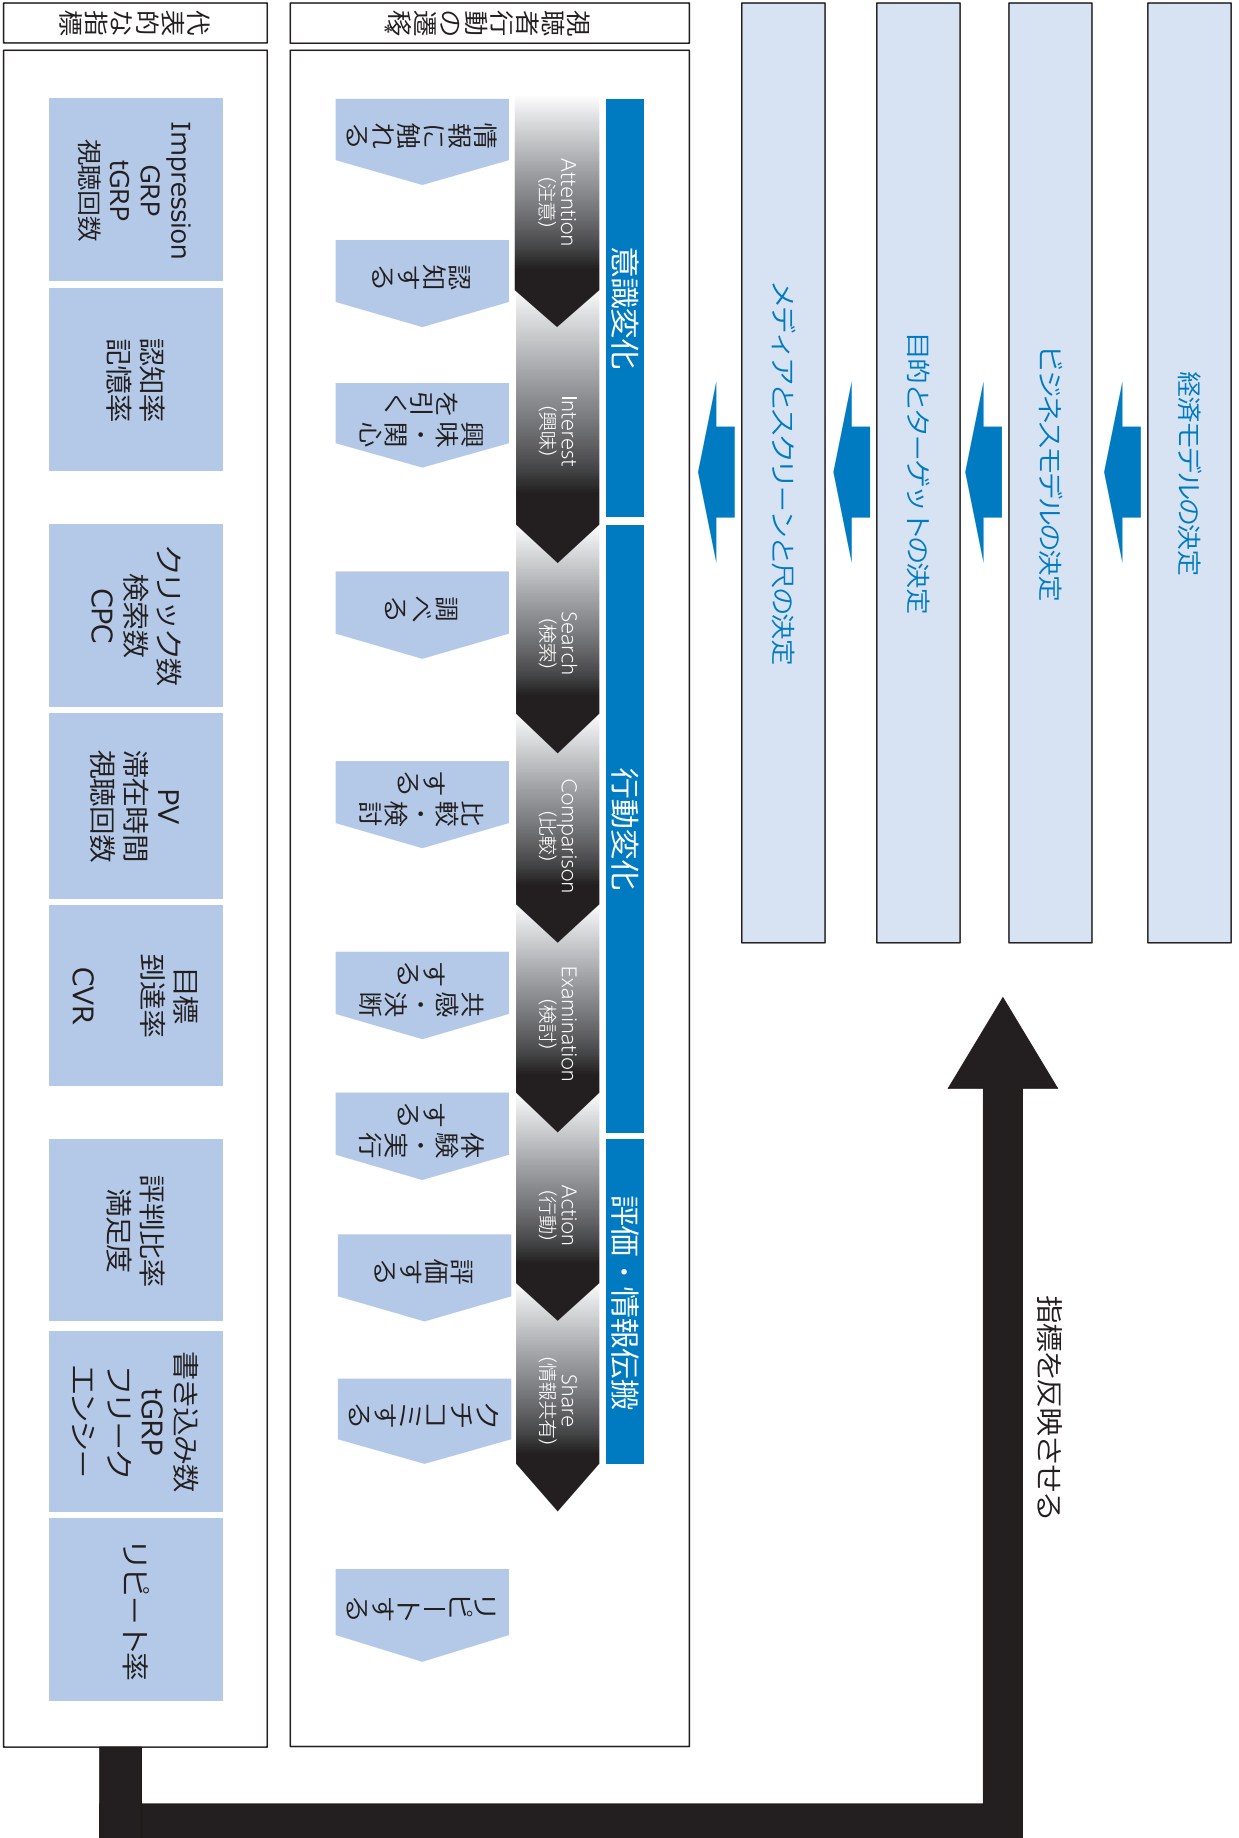 経済モデルの決定
ビジネスモデルの決定
目的とターゲットの決定
メディアとスクリーンと尺の決定
指標を反映させる
視聴者行動の遷移
意識変化
行動変化
評価・情報伝搬
Attention
(注意)
Interest
(興味)
Search
(検索)
Comparison
(比較)
Examination
(検討)
Action
(行動)
Share
(情報共有)
情報に触れる
認知する
興味・関心
を引く
調べる
比較・検討
する
共感・決断
する
体験・実行
する
評価する
クチコミする
リピートする
代表的な指標
Impression
GRP
tGRP
視聴回数
認知率
記憶率
クリック数
検索数
CPC
PV
滞在時間
視聴回数
目標
到達率
CVR
評判比率
満足度
書き込み数
tGRP
フリーク
エンシー
リピート率